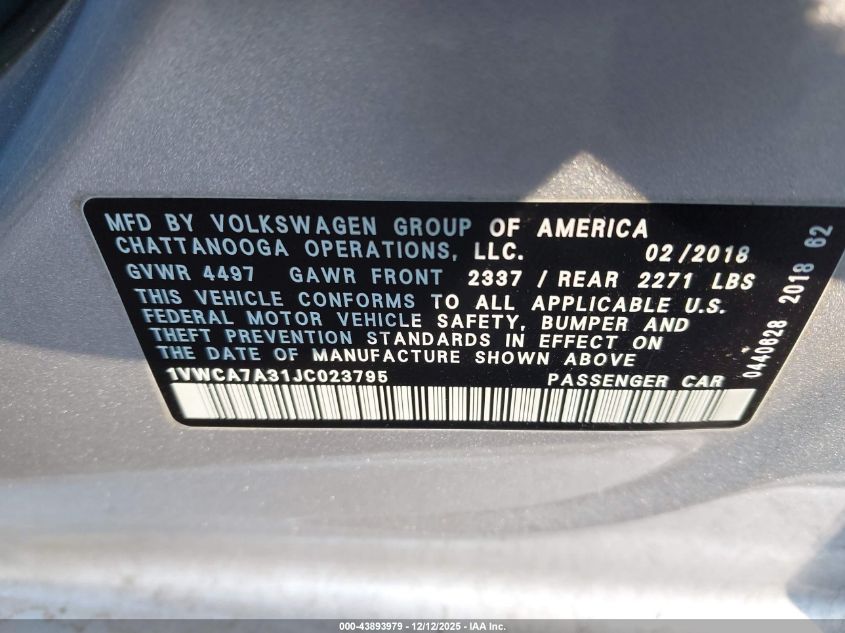 MFD BY VOLKSWAGEN GROUP OF AMERICA
CHATTANOOGA OPERATIONS, LLC. 02/2018
GVWR 4497 GAWR FRONT 2337 / REAR 2271 LBS
THIS VEHICLE CONFORMS TO ALL APPLICABLE U.S.
FEDERAL MOTOR VEHICLE SAFETY, BUMPER AND
THEFT PREVENTION STANDARDS IN EFFECT ON
THE DATE OF MANUFACTURE SHOWN ABOVE
1VWCA7A31JC023795 PASSENGER CAR
0440628 2018 62
000-43893979 - 12/12/2025 - IAA Inc.